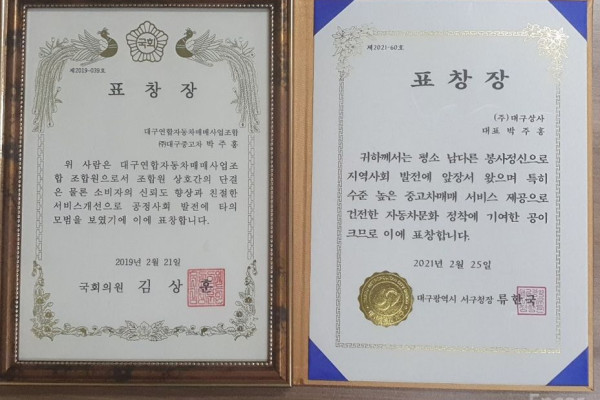 국회
제2019-039호
표 창 장
대구연합자동차매매사업조합
㈜대구중고차 박 주 홍
위 사람은 대구연합자동차매매사업조
합 조합원으로서 조합원 상호간의 단결
은 물론 소비자의 신뢰도 향상과 친절한
서비스개선으로 공정사회 발전에 타의
모범을 보였기에 이에 표창합니다.
2019년 2월 21일
국회의원 김 상 훈
제2021-60호
표 창 장
(주)대구상사
대표 박 주 홍
귀하께서는 평소 남다른 봉사정신으로
지역사회 발전에 앞장서 왔으며 특히
수준 높은 중고차매매 서비스 제공으로
건전한 자동차문화 정착에 기여한 공이
크므로 이에 표창합니다.
2021년 2월 25일
대구광역시 서구청장 류한국
Encar